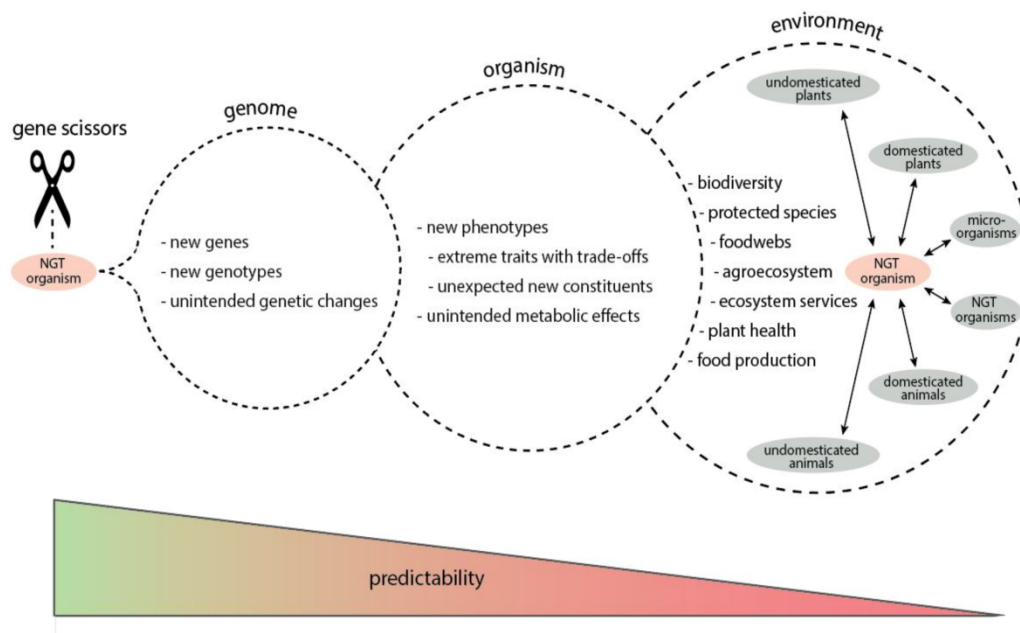 gene scissors
NGT
organism
genome
- new genes
- new genotypes
- unintended genetic changes
organism
- new phenotypes
- extreme traits with trade-offs
- unexpected new constituents
- unintended metabolic effects
environment
- biodiversity
- protected species
- foodwebs
- agroecosystem
- ecosystem services
- plant health
- food production
undomesticated
plants
domesticated
plants
micro-
organisms
NGT
organism
NGT
organisms
domesticated
animals
undomesticated
animals
predictability